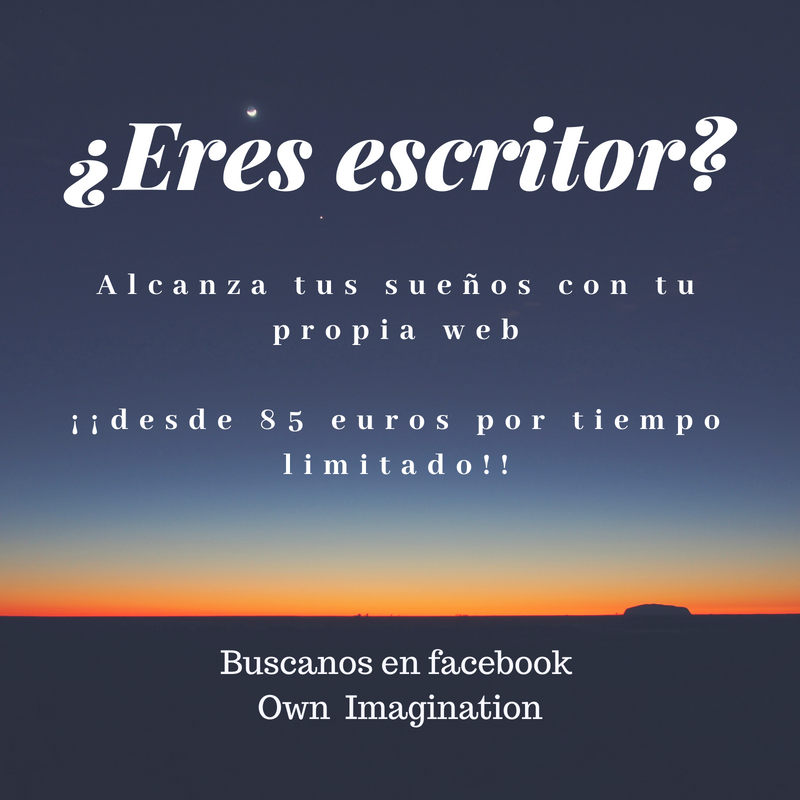 ¿Eres escritor?
Alcanza tus sueños con tu
propia web
¡¡desde 85 euros por tiempo
limitado!!
Buscanos en facebook
Own Imagination